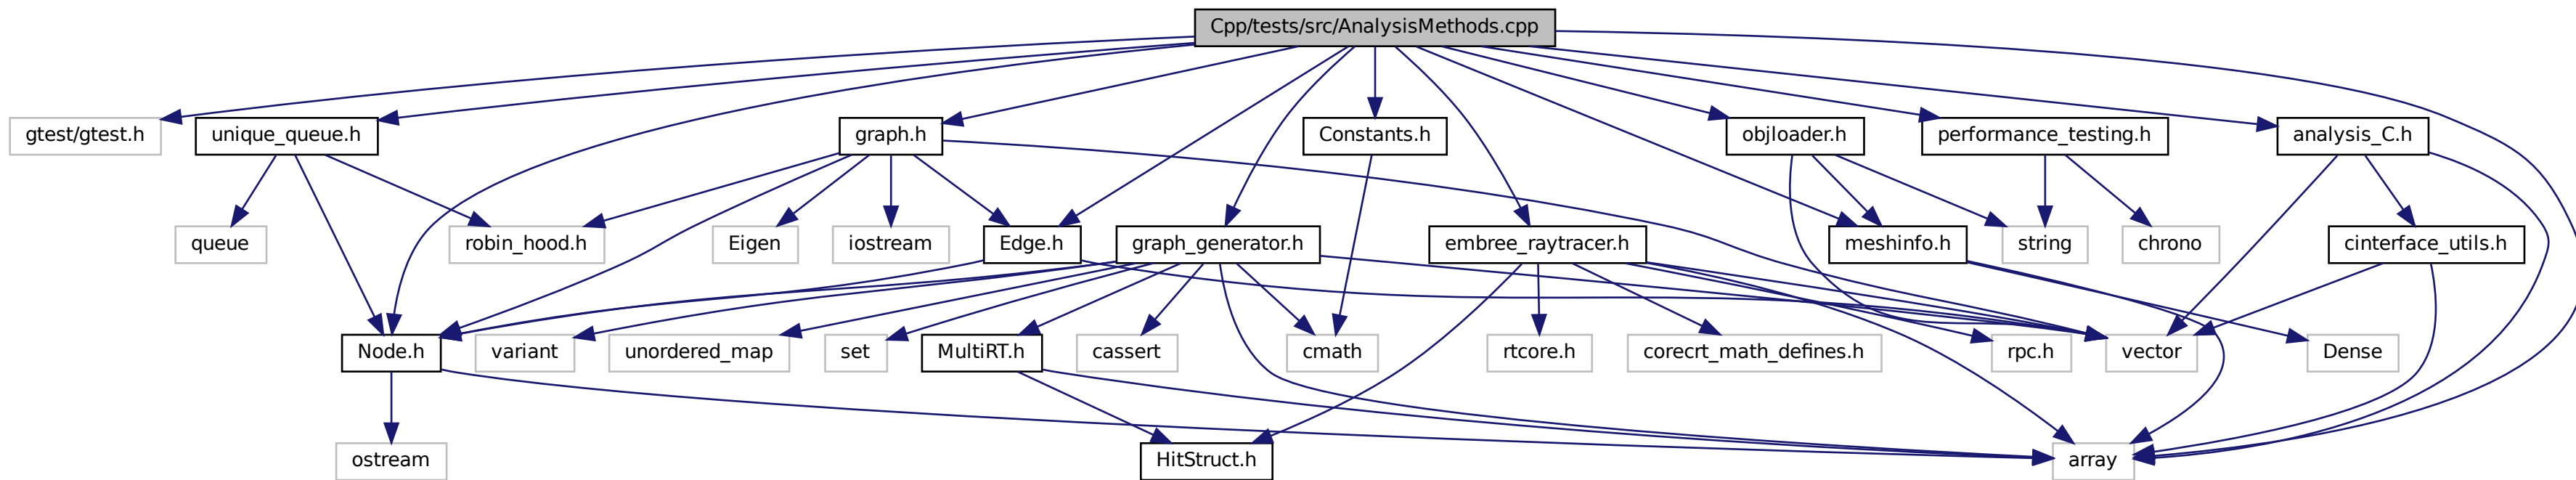 Cpp/tests/src/AnalysisMethods.cpp
gtest/gtest.h
unique_queue.h
graph.h
Constants.h
objloader.h
performance_testing.h
analysis_C.h
queue
robin_hood.h
Eigen
iostream
Edge.h
graph_generator.h
embree_raytracer.h
meshinfo.h
string
chrono
cinterface_utils.h
Node.h
variant
unordered_map
set
MultiRT.h
cassert
cmath
rtcore.h
corecrt_math_defines.h
rpc.h
vector
Dense
ostream
HitStruct.h
array